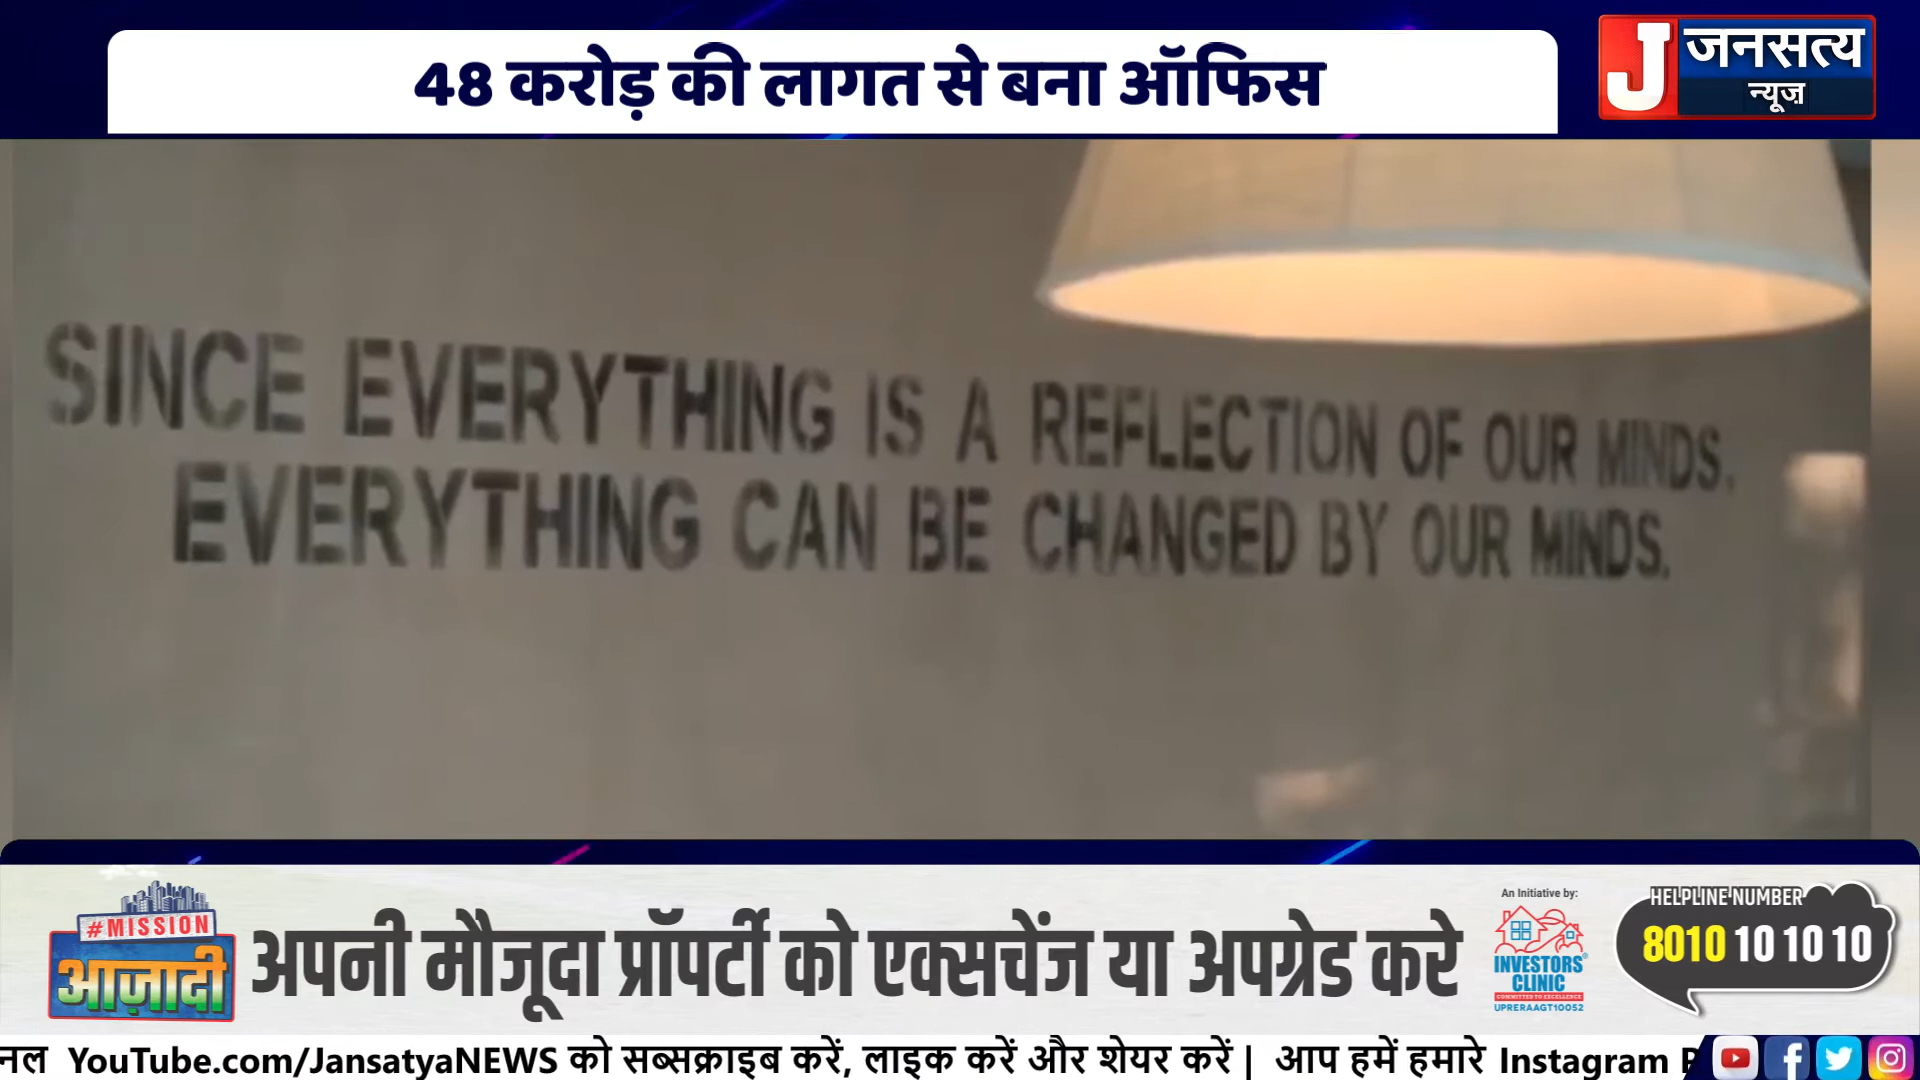 48 करोड़ की लागत से बना ऑफिस
J जनसत्य
न्यूज़
SINCE EVERYTHING IS A REFLECTION OF OUR MINDS.
EVERYTHING CAN BE CHANGED BY OUR MINDS.
#MISSION
आज़ादी
अपनी मौजूदा प्रॉपर्टी को एक्सचेंज या अपग्रेड करे
An Initiative by:
INVESTORS
CLINIC
COMMITTED TO EXCELLENCE
UPRERAAGT10052
HELPLINE NUMBER
8010 10 10 10
नल YouTube.com/JansatyaNEWS को सब्सक्राइब करें, लाइक करें और शेयर करें | आप हमें हमारे Instagram